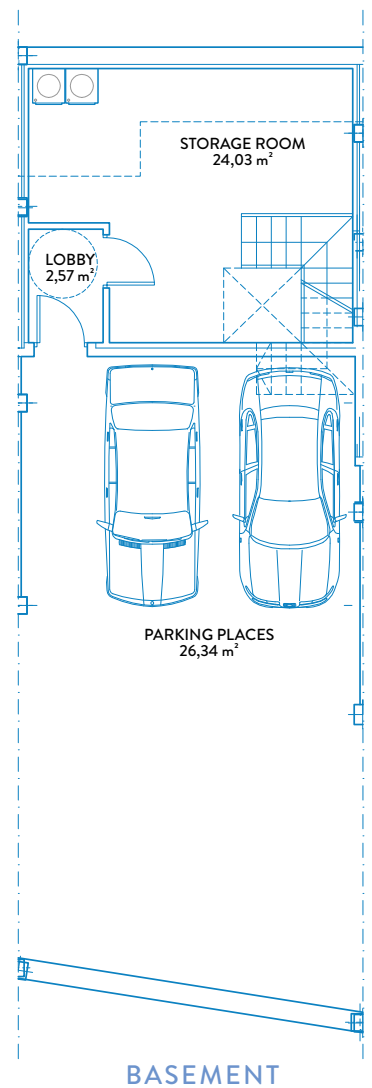 STORAGE ROOM
24,03 m²
LOBBY
2,57 m²
PARKING PLACES
26,34 m²
BASEMENT